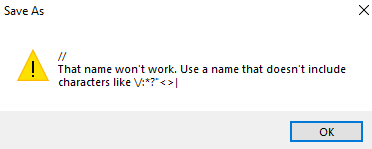 Save As
//
That name won't work. Use a name that doesn't include
characters like \/:*?"<>|
OK